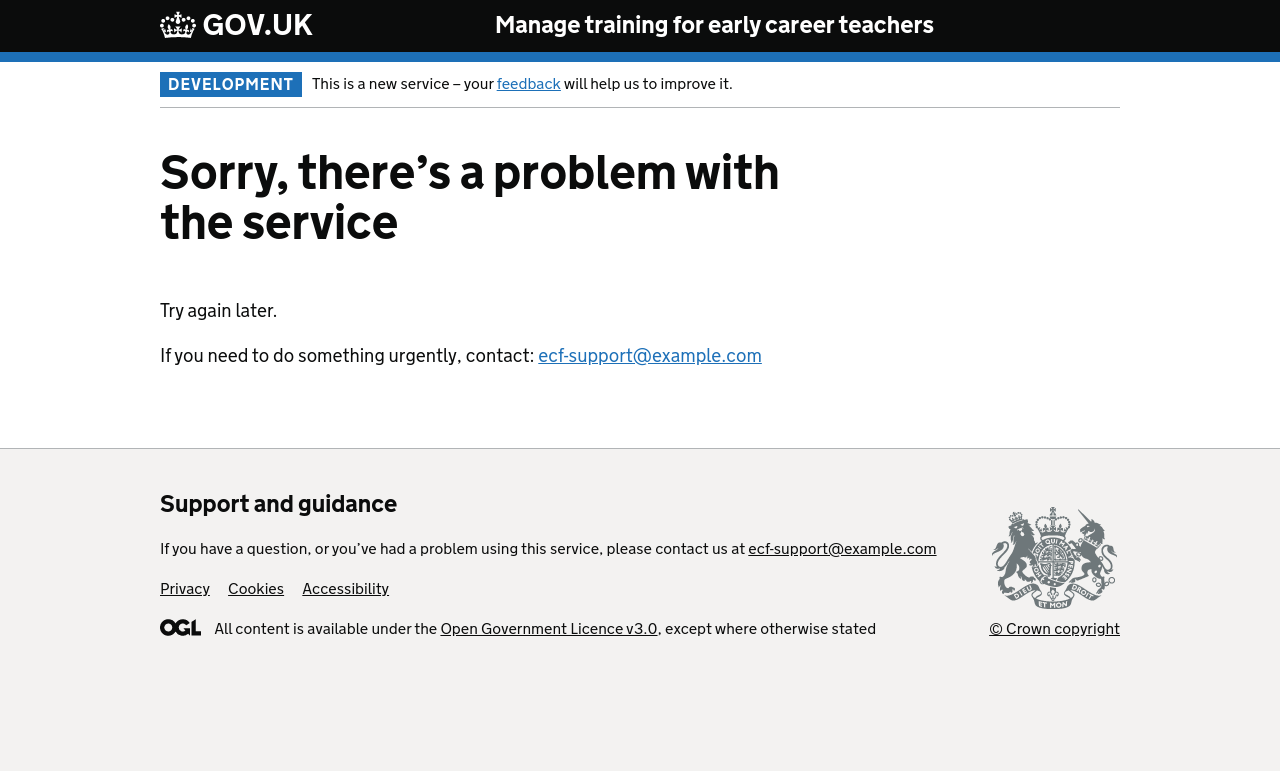 GOV.UK
Manage training for early career teachers
DEVELOPMENT
This is a new service – your feedback will help us to improve it.
Sorry, there’s a problem with
the service
Try again later.
If you need to do something urgently, contact: ecf-support@example.com
Support and guidance
If you have a question, or you’ve had a problem using this service, please contact us at ecf-support@example.com
Privacy Cookies Accessibility
OGL All content is available under the Open Government Licence v3.0, except where otherwise stated
DIEU ET MON DROIT
© Crown copyright